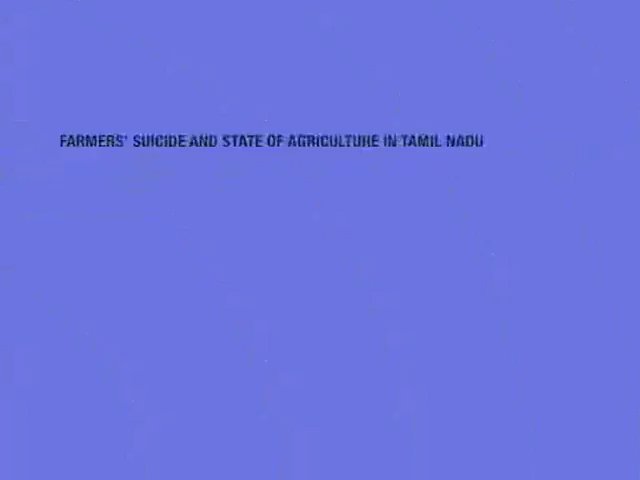 FARMERS' SUICIDE AND STATE OF AGRICULTURE IN TAMIL NADU